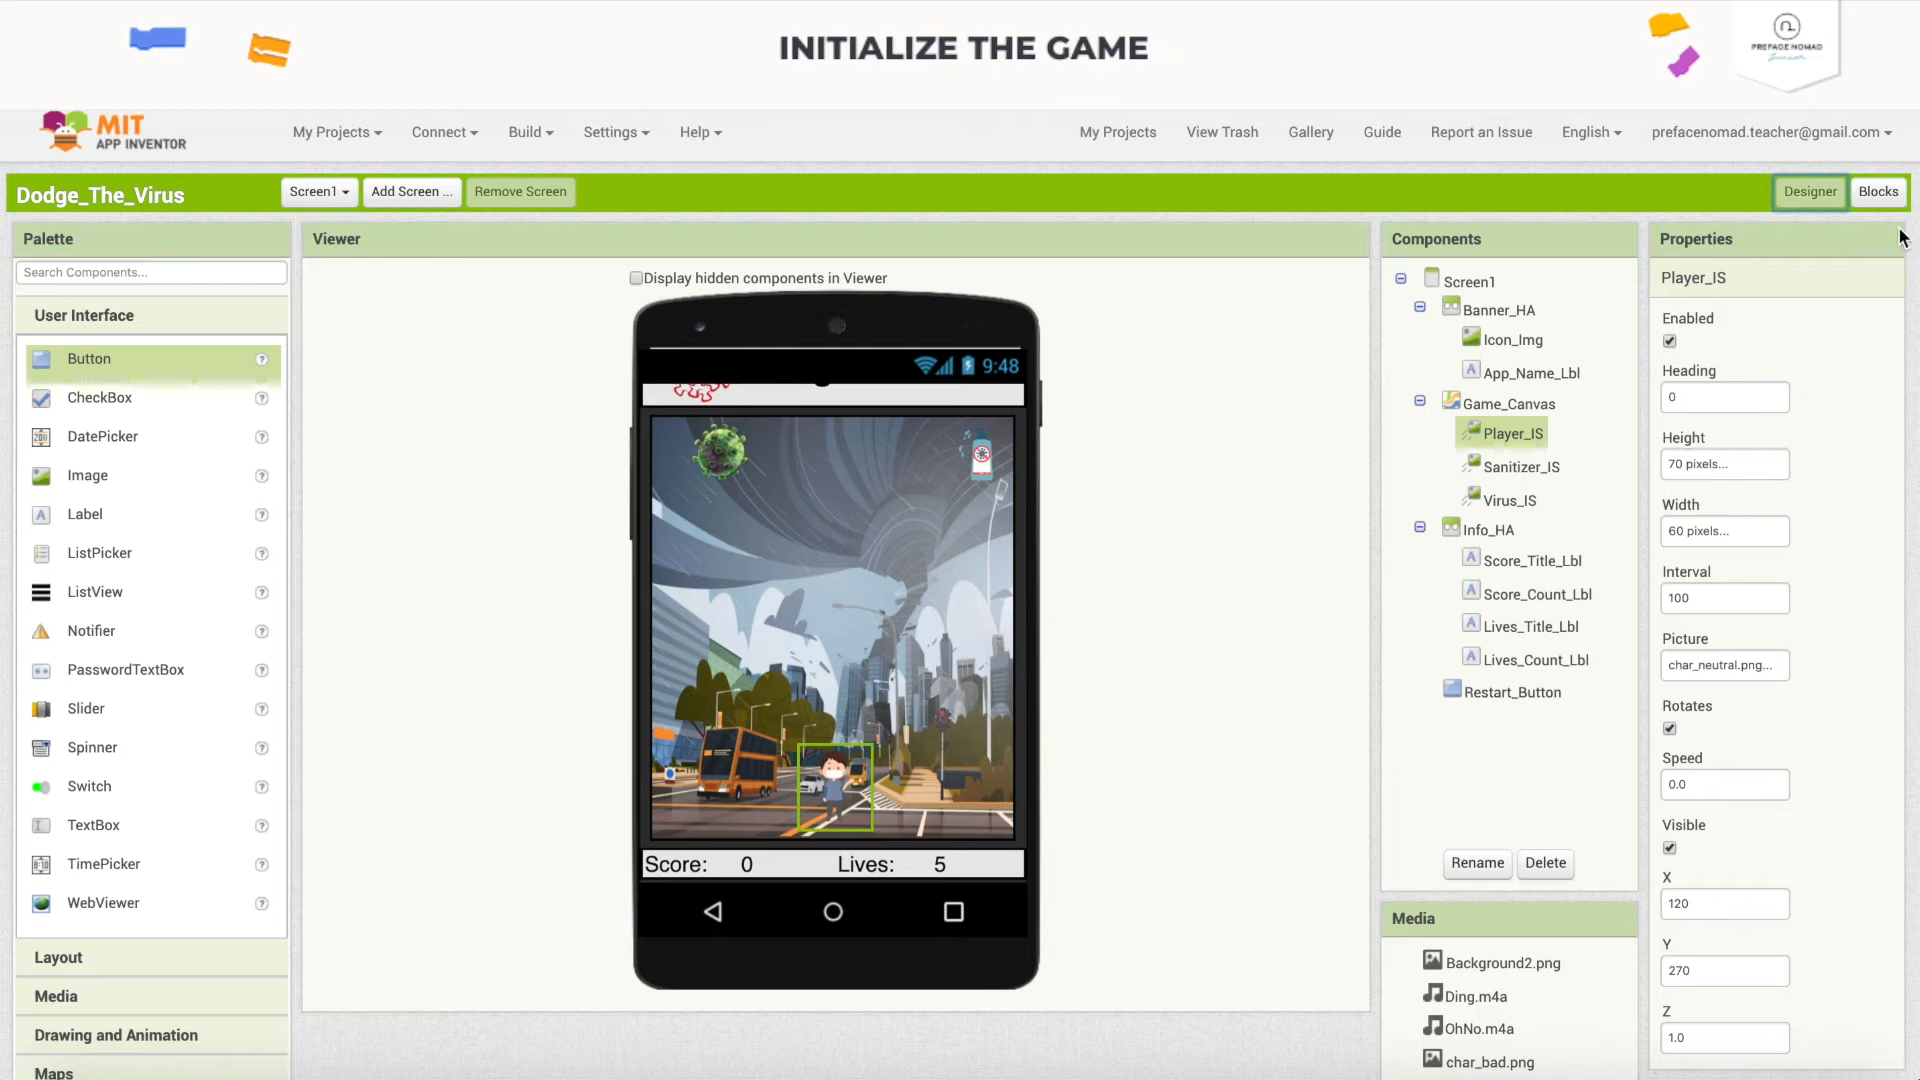 INITIALIZE THE GAME
PREFACE NOMAD
Junior
MIT
APP INVENTOR
My Projects
Connect
Build
Settings
Help
My Projects
View Trash
Gallery
Guide
Report an Issue
English
prefacenomad.teacher@gmail.com
Dodge_The_Virus
Screen1
Add Screen ...
Remove Screen
Designer
Blocks
Palette
Search Components...
User Interface
Button
CheckBox
DatePicker
Image
Label
ListPicker
ListView
Notifier
PasswordTextBox
Slider
Spinner
Switch
TextBox
TimePicker
WebViewer
Layout
Media
Drawing and Animation
Maps
Viewer
Display hidden components in Viewer
9:48
Score: 0 Lives: 5
Components
Screen1
Banner_HA
Icon_Img
App_Name_Lbl
Game_Canvas
Player_IS
Sanitizer_IS
Virus_IS
Info_HA
Score_Title_Lbl
Score_Count_Lbl
Lives_Title_Lbl
Lives_Count_Lbl
Restart_Button
Rename
Delete
Media
Background2.png
Ding.m4a
OhNo.m4a
char_bad.png
Properties
Player_IS
Enabled
Heading
0
Height
70 pixels...
Width
60 pixels...
Interval
100
Picture
char_neutral.png...
Rotates
Speed
0.0
Visible
X
120
Y
270
Z
1.0